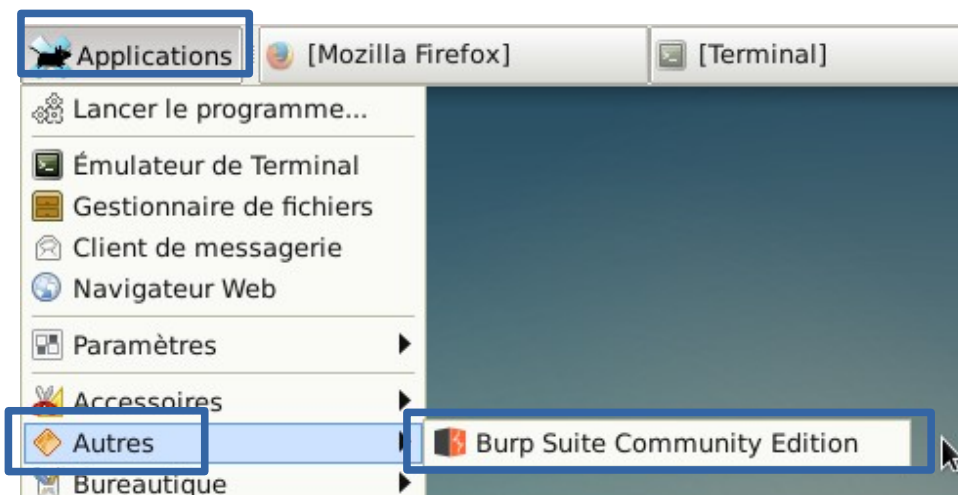 Applications
[Mozilla Firefox]
[Terminal]
Lancer le programme...
Émulateur de Terminal
Gestionnaire de fichiers
Client de messagerie
Navigateur Web
Paramètres
Accessoires
Autres
Burp Suite Community Edition
Bureautique